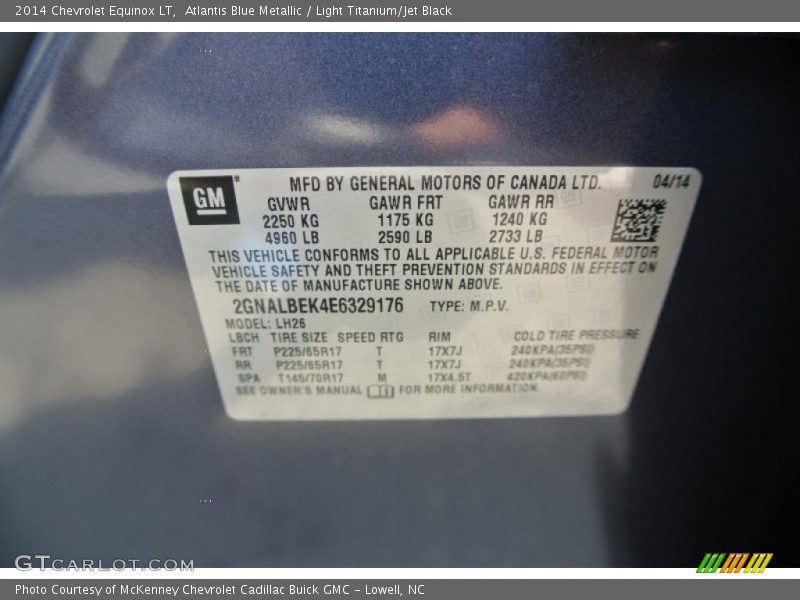 2014 Chevrolet Equinox LT,  Atlantis Blue Metallic / Light Titanium/Jet Black
GM®
MFD BY GENERAL MOTORS OF CANADA LTD. 04/14
GVWR GAWR FRT GAWR RR
2250 KG 1175 KG 1240 KG
4960 LB 2590 LB 2733 LB
THIS VEHICLE CONFORMS TO ALL APPLICABLE U.S. FEDERAL MOTOR
VEHICLE SAFETY AND THEFT PREVENTION STANDARDS IN EFFECT ON
THE DATE OF MANUFACTURE SHOWN ABOVE.
2GNALBEK4E6329176 TYPE: M.P.V.
MODEL: LH26
LBCH TIRE SIZE SPEED RTG RIM COLD TIRE PRESSURE
FRT P225/65R17 T 17X7J 240KPA(35PSI)
RR P225/65R17 T 17X7J 240KPA(35PSI)
SPA T145/70R17 M 17X4.5T 420KPA(60PSI)
SEE OWNER'S MANUAL FOR MORE INFORMATION.
GTCARLOT.COM
Photo Courtesy of McKenney Chevrolet Cadillac Buick GMC - Lowell, NC